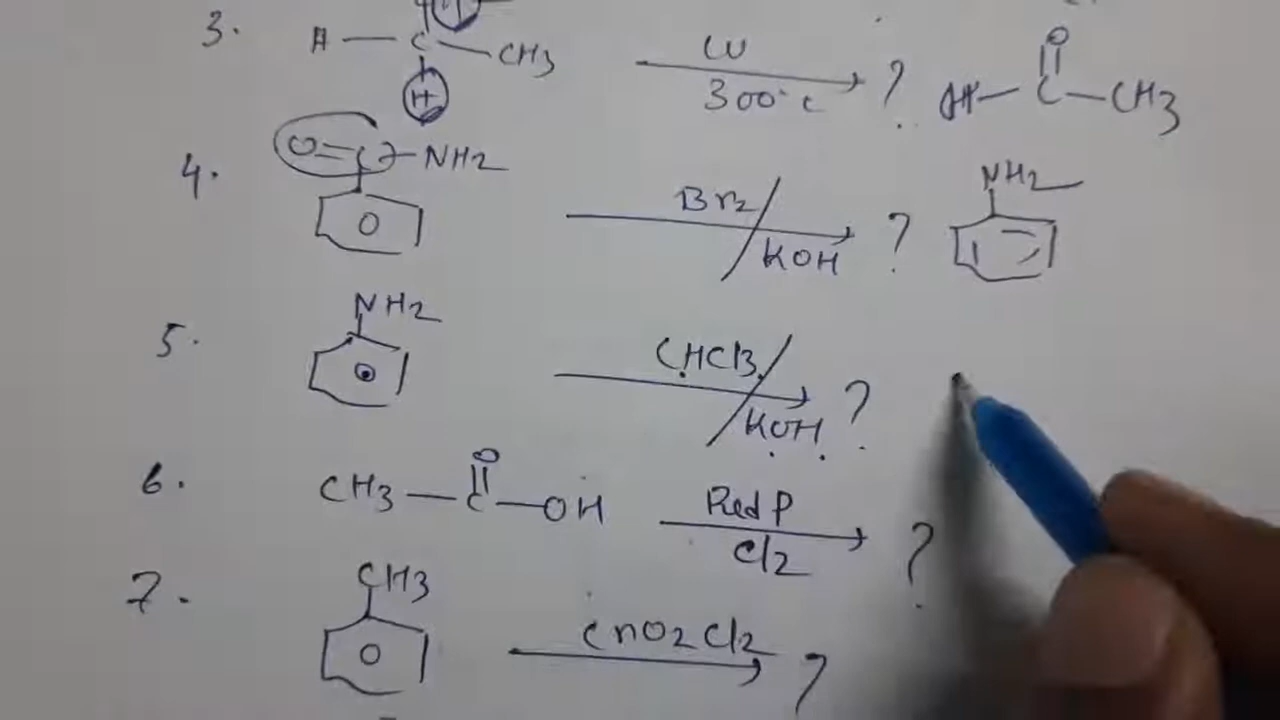 3. H — C — CH3 Cu 300°C ? H — C — CH3
O
H
4. O=C — NH2 Br2 / KOH ? NH2
5. NH2 CHCl3 / KOH ?
6. CH3 — C — OH Red P Cl2 ?
O
7. CH3 CrO2Cl2 ?